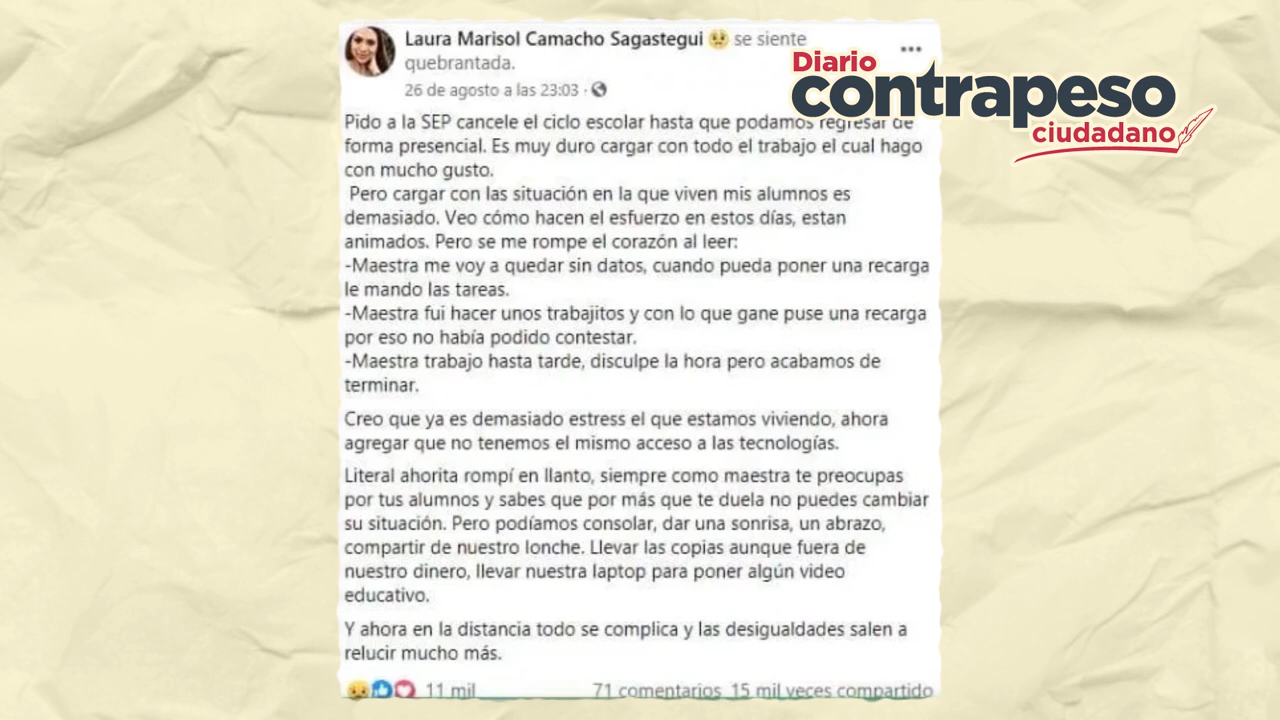 Laura Marisol Camacho Sagastegui 😢 se siente
quebrantada.
26 de agosto a las 23:03 ·
Diario
contrapeso
ciudadano
Pido a la SEP cancele el ciclo escolar hasta que podamos regresar de
forma presencial. Es muy duro cargar con todo el trabajo el cual hago
con mucho gusto.
Pero cargar con las situación en la que viven mis alumnos es
demasiado. Veo cómo hacen el esfuerzo en estos días, estan
animados. Pero se me rompe el corazón al leer:
-Maestra me voy a quedar sin datos, cuando pueda poner una recarga
le mando las tareas.
-Maestra fui hacer unos trabajitos y con lo que gane puse una recarga
por eso no había podido contestar.
-Maestra trabajo hasta tarde, disculpe la hora pero acabamos de
terminar.
Creo que ya es demasiado estress el que estamos viviendo, ahora
agregar que no tenemos el mismo acceso a las tecnologías.
Literal ahorita rompí en llanto, siempre como maestra te preocupas
por tus alumnos y sabes que por más que te duela no puedes cambiar
su situación. Pero podíamos consolar, dar una sonrisa, un abrazo,
compartir de nuestro lonche. Llevar las copias aunque fuera de
nuestro dinero, llevar nuestra laptop para poner algún video
educativo.
Y ahora en la distancia todo se complica y las desigualdades salen a
relucir mucho más.
11 mil
71 comentarios 15 mil veces compartido